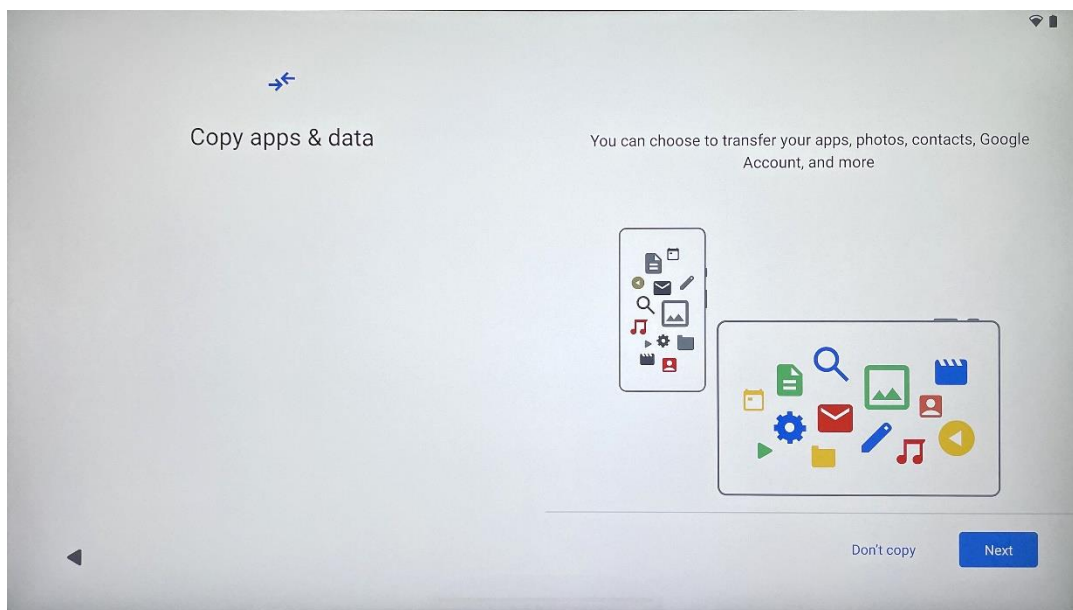 Copy apps & data
You can choose to transfer your apps, photos, contacts, Google
Account, and more
Don't copy
Next